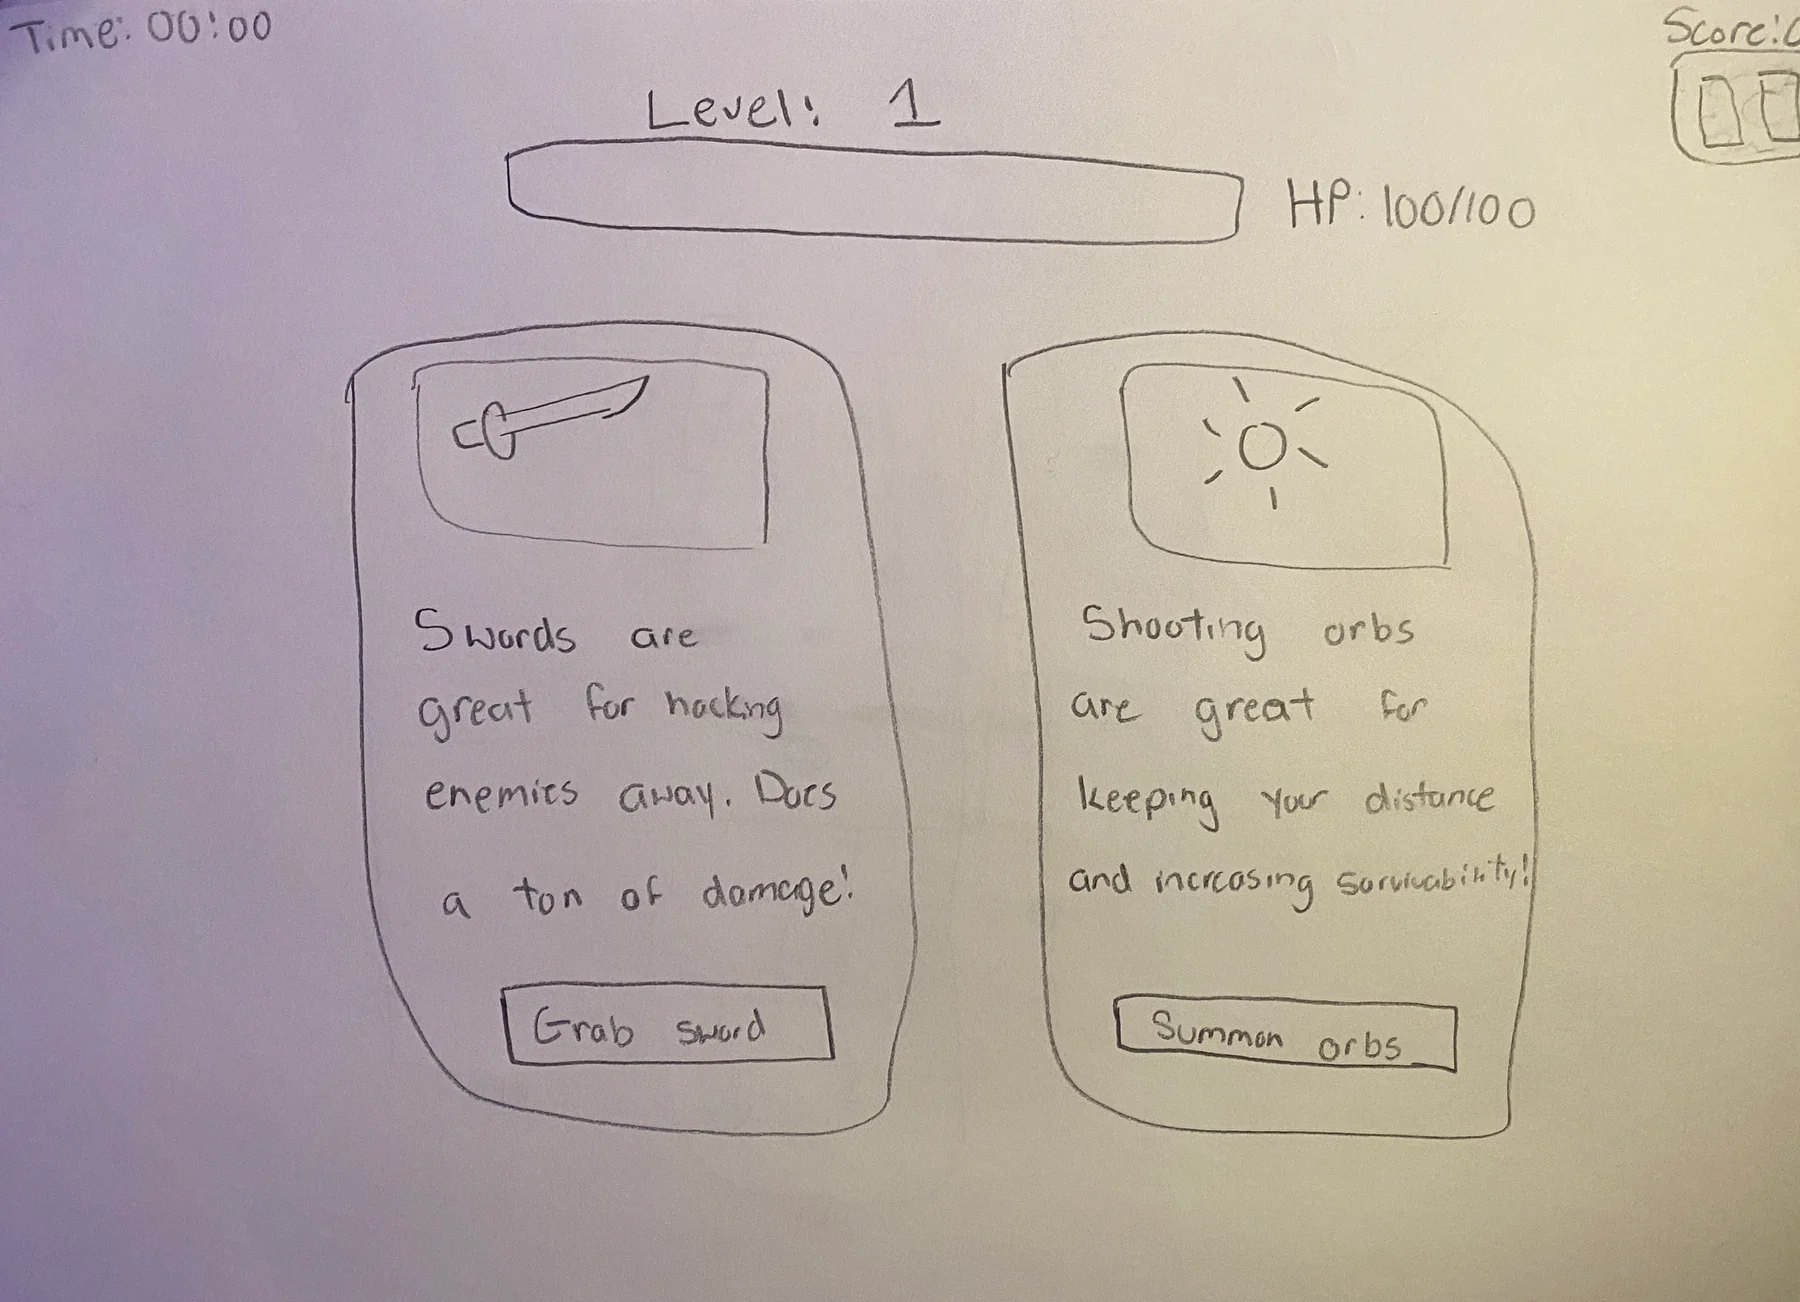 Time: 00:00
Score: 0
Level: 1
HP: 100/100
Swords are
great for hacking
enemies away. Does
a ton of damage!
Grab sword
Shooting orbs
are great for
keeping your distance
and increasing survivability!
Summon orbs